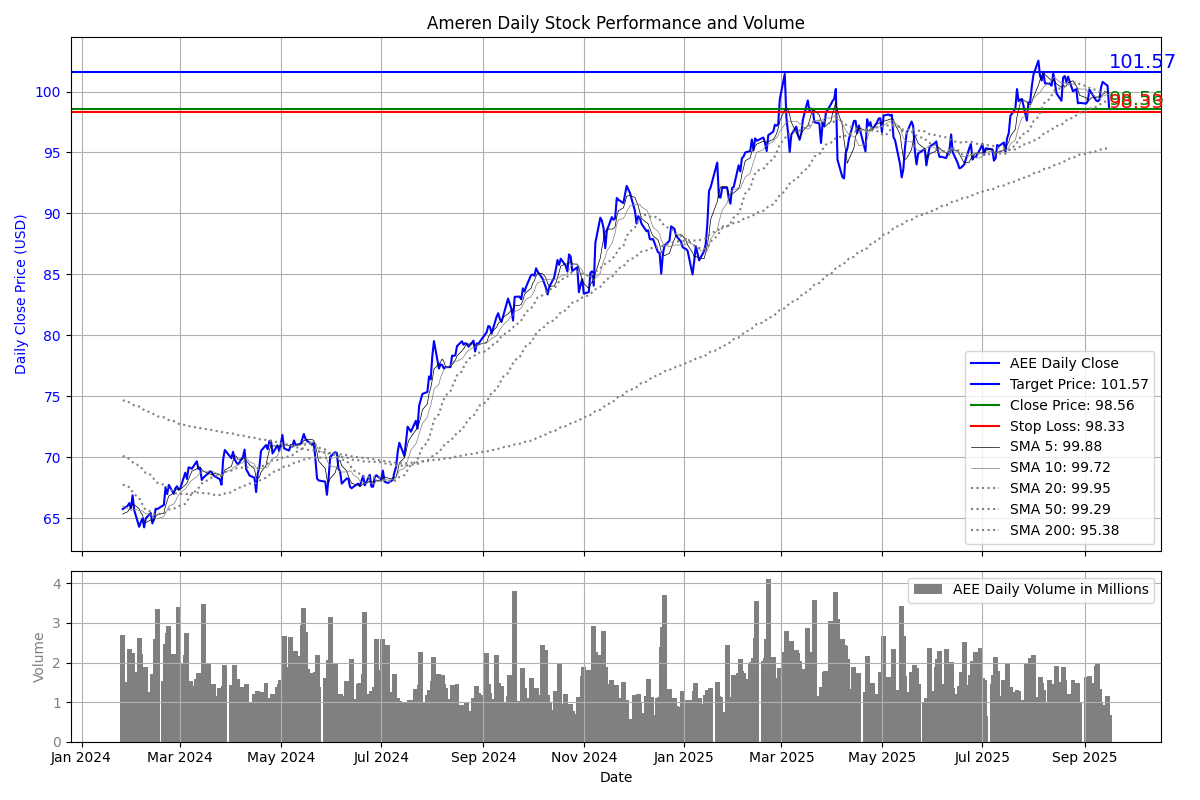 Ameren Daily Stock Performance and Volume
Daily Close Price (USD)
100
95
90
85
80
75
70
65
101.57
98.56
98.33
AEE Daily Close
Target Price: 101.57
Close Price: 98.56
Stop Loss: 98.33
SMA 5: 99.88
SMA 10: 99.72
SMA 20: 99.95
SMA 50: 99.29
SMA 200: 95.38
Volume
4
3
2
1
0
AEE Daily Volume in Millions
Jan 2024 Mar 2024 May 2024 Jul 2024 Sep 2024 Nov 2024 Jan 2025 Mar 2025 May 2025 Jul 2025 Sep 2025
Date